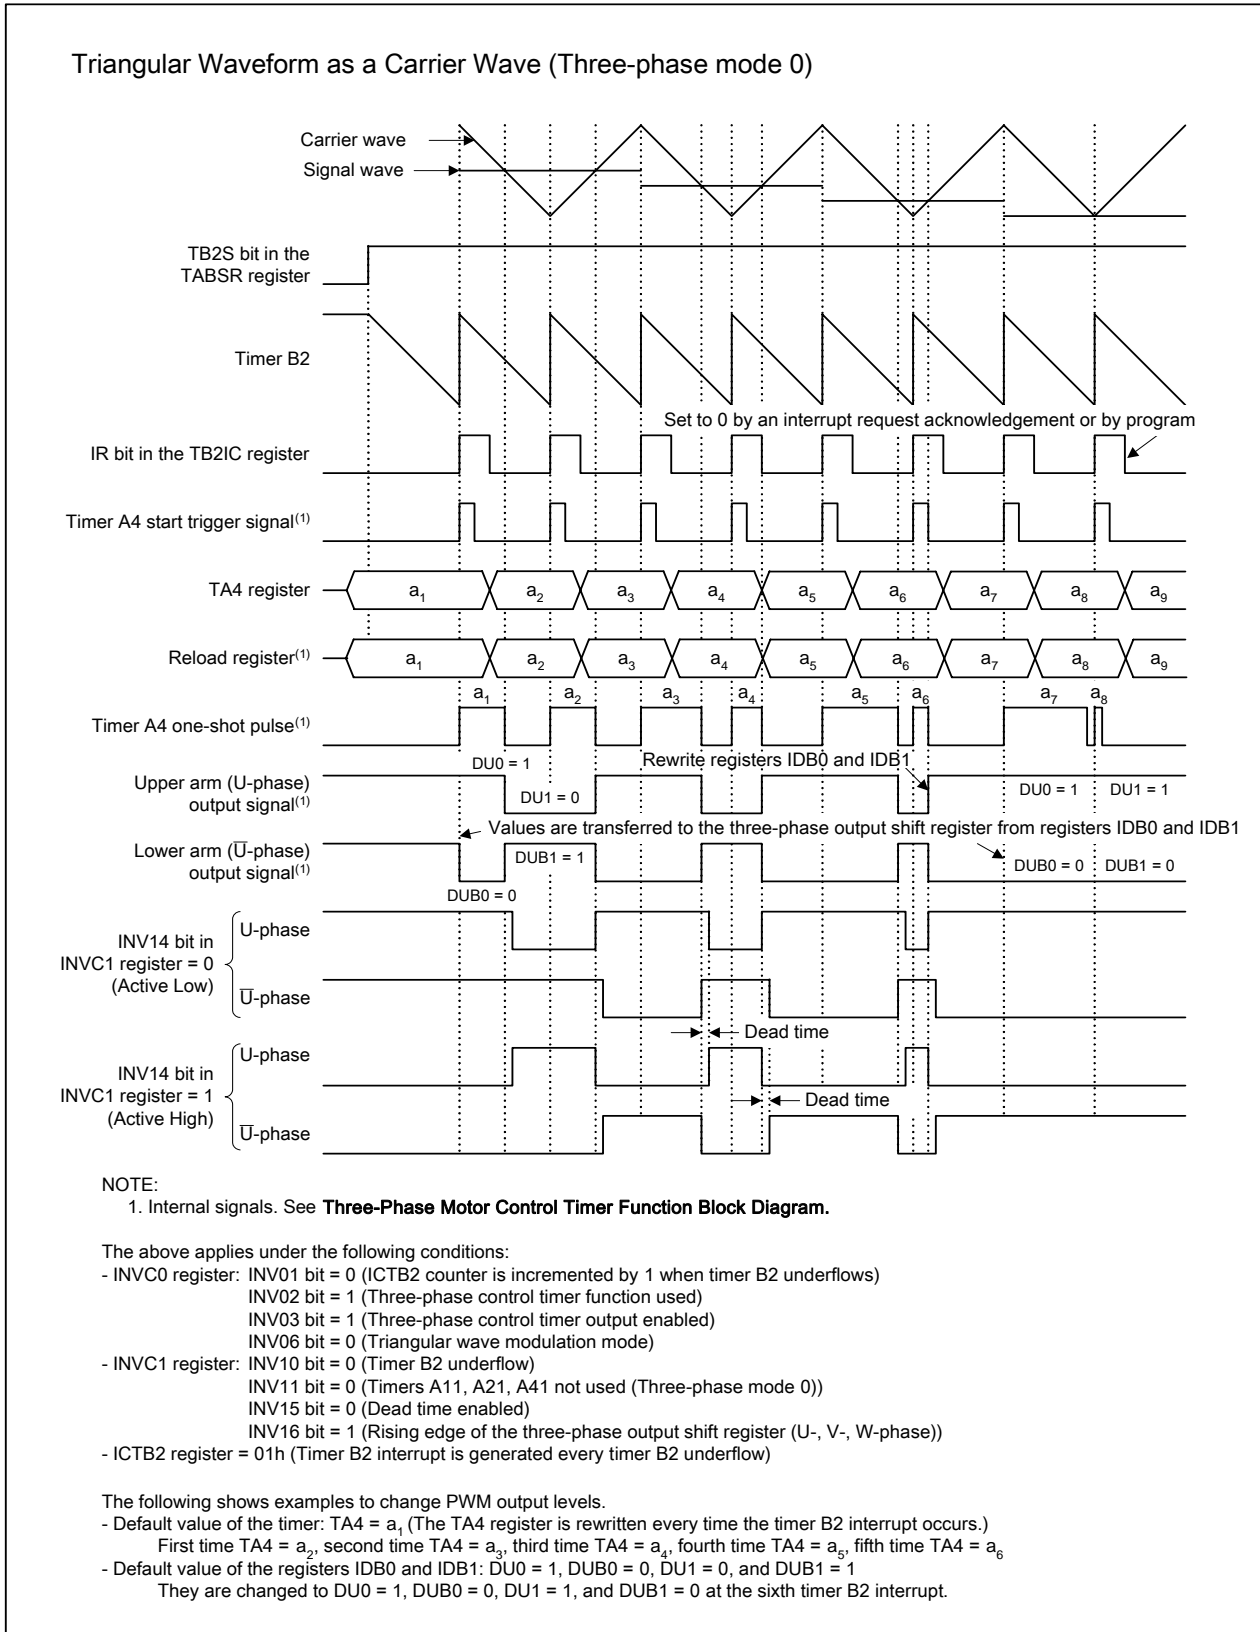 Triangular Waveform as a Carrier Wave (Three-phase mode 0)
Carrier wave
Signal wave
TB2S bit in the
TABSR register
Timer B2
Set to 0 by an interrupt request acknowledgement or by program
IR bit in the TB2IC register
Timer A4 start trigger signal(1)
TA4 register
a1 a2 a3 a4 a5 a6 a7 a8 a9
Reload register(1)
a1 a2 a3 a4 a5 a6 a7 a8 a9
a1 a2 a3 a4 a5 a6 a7 a8
Timer A4 one-shot pulse(1)
DU0 = 1
Rewrite registers IDB0 and IDB1
Upper arm (U-phase)
output signal(1)
DU1 = 0
DU0 = 1
DU1 = 1
Values are transferred to the three-phase output shift register from registers IDB0 and IDB1
Lower arm (U̅-phase)
output signal(1)
DUB1 = 1
DUB0 = 0
DUB1 = 0
DUB0 = 0
INV14 bit in
INVC1 register = 0
(Active Low)
U-phase
U̅-phase
Dead time
INV14 bit in
INVC1 register = 1
(Active High)
U-phase
Dead time
U̅-phase
NOTE:
1. Internal signals. See Three-Phase Motor Control Timer Function Block Diagram.
The above applies under the following conditions:
- INVC0 register: INV01 bit = 0 (ICTB2 counter is incremented by 1 when timer B2 underflows)
INV02 bit = 1 (Three-phase control timer function used)
INV03 bit = 1 (Three-phase control timer output enabled)
INV06 bit = 0 (Triangular wave modulation mode)
- INVC1 register: INV10 bit = 0 (Timer B2 underflow)
INV11 bit = 0 (Timers A11, A21, A41 not used (Three-phase mode 0))
INV15 bit = 0 (Dead time enabled)
INV16 bit = 1 (Rising edge of the three-phase output shift register (U-, V-, W-phase))
- ICTB2 register = 01h (Timer B2 interrupt is generated every timer B2 underflow)
The following shows examples to change PWM output levels.
- Default value of the timer: TA4 = a1 (The TA4 register is rewritten every time the timer B2 interrupt occurs.)
First time TA4 = a2, second time TA4 = a3, third time TA4 = a4, fourth time TA4 = a5, fifth time TA4 = a6
- Default value of the registers IDB0 and IDB1: DU0 = 1, DUB0 = 0, DU1 = 0, and DUB1 = 1
They are changed to DU0 = 1, DUB0 = 0, DU1 = 1, and DUB1 = 0 at the sixth timer B2 interrupt.